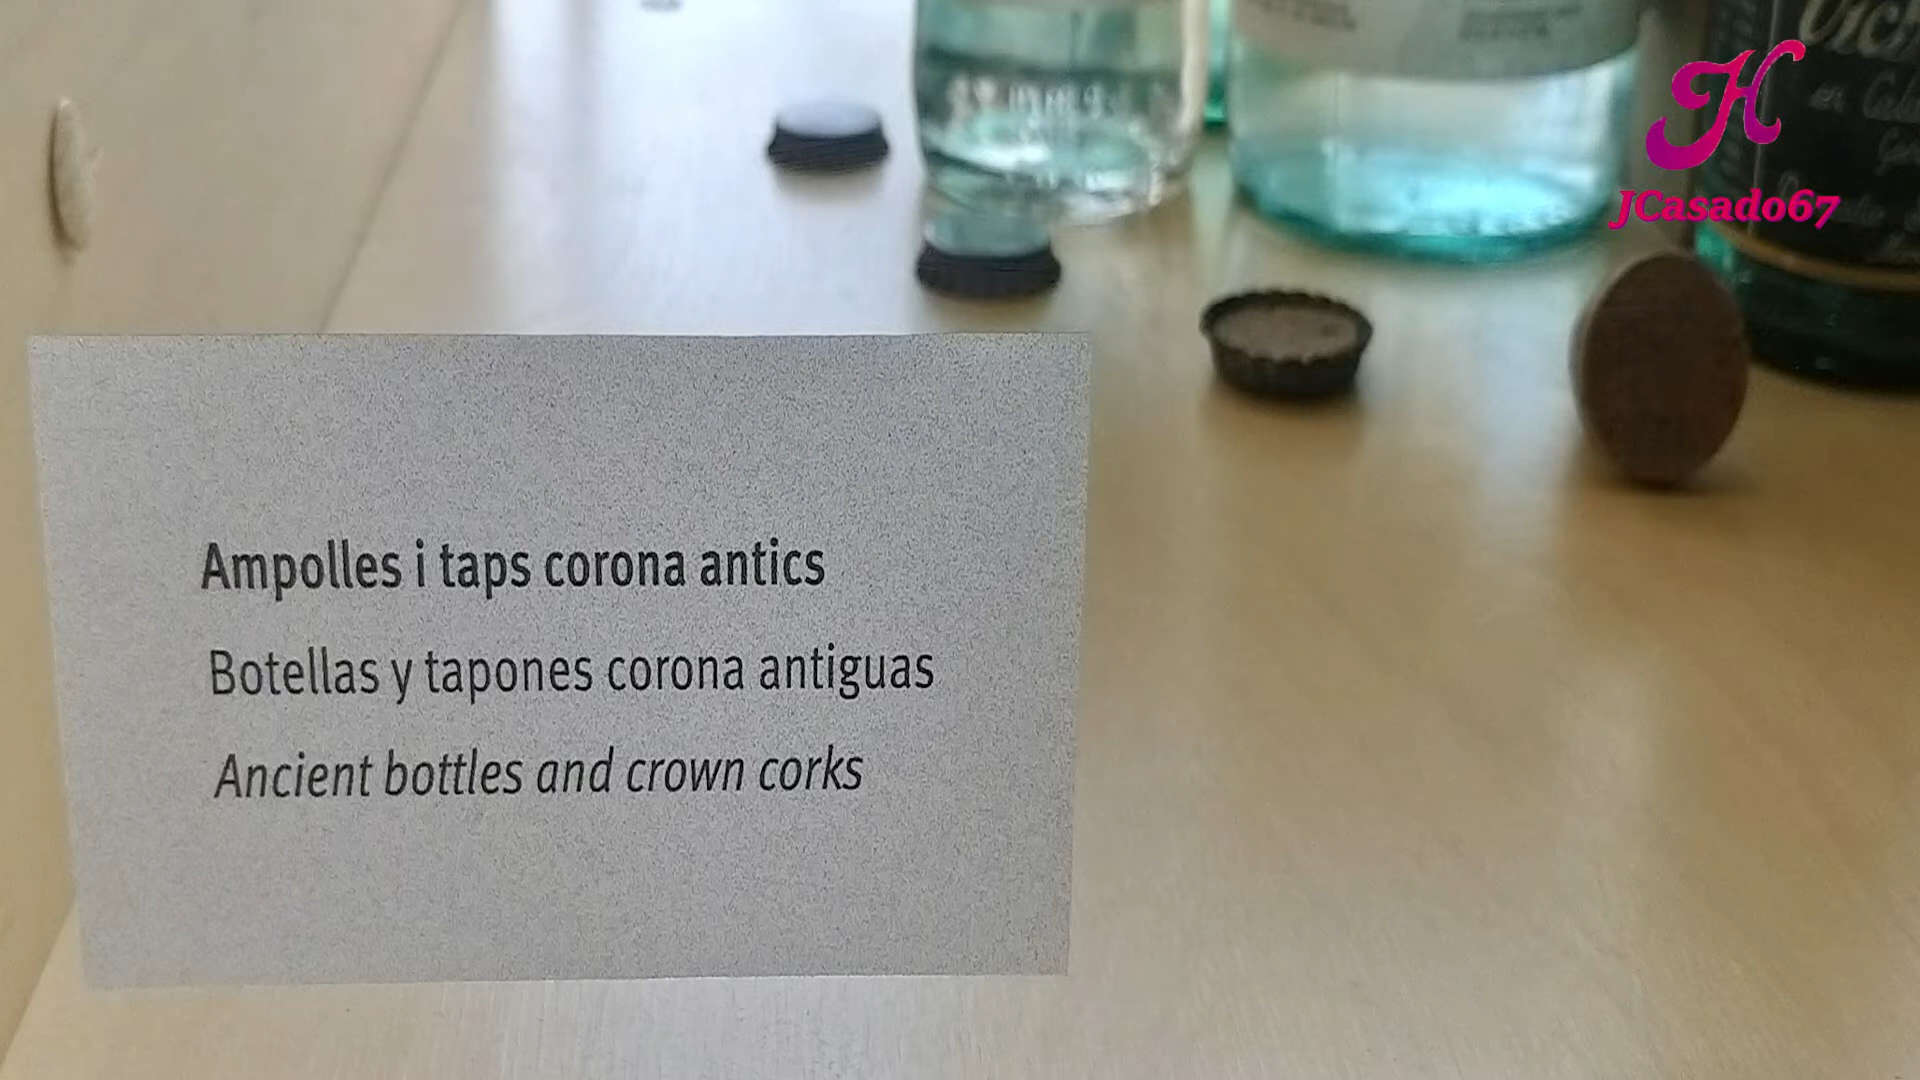 JCasado67
Ampolles i taps corona antics
Botellas y tapones corona antiguas
Ancient bottles and crown corks